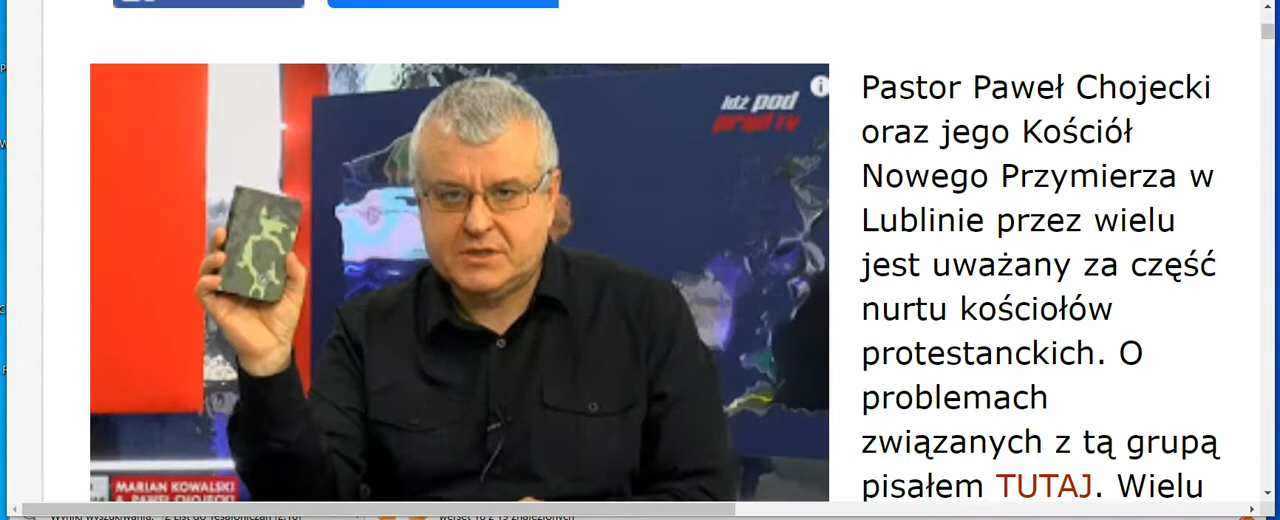 idź pod
prąd TV
Pastor Paweł Chojecki
oraz jego Kościół
Nowego Przymierza w
Lublinie przez wielu
jest uważany za część
nurtu kościołów
protestanckich. O
problemach
związanych z tą grupą
pisałem TUTAJ. Wielu
MARIAN KOWALSKI
& PAWEŁ CHOJECKI